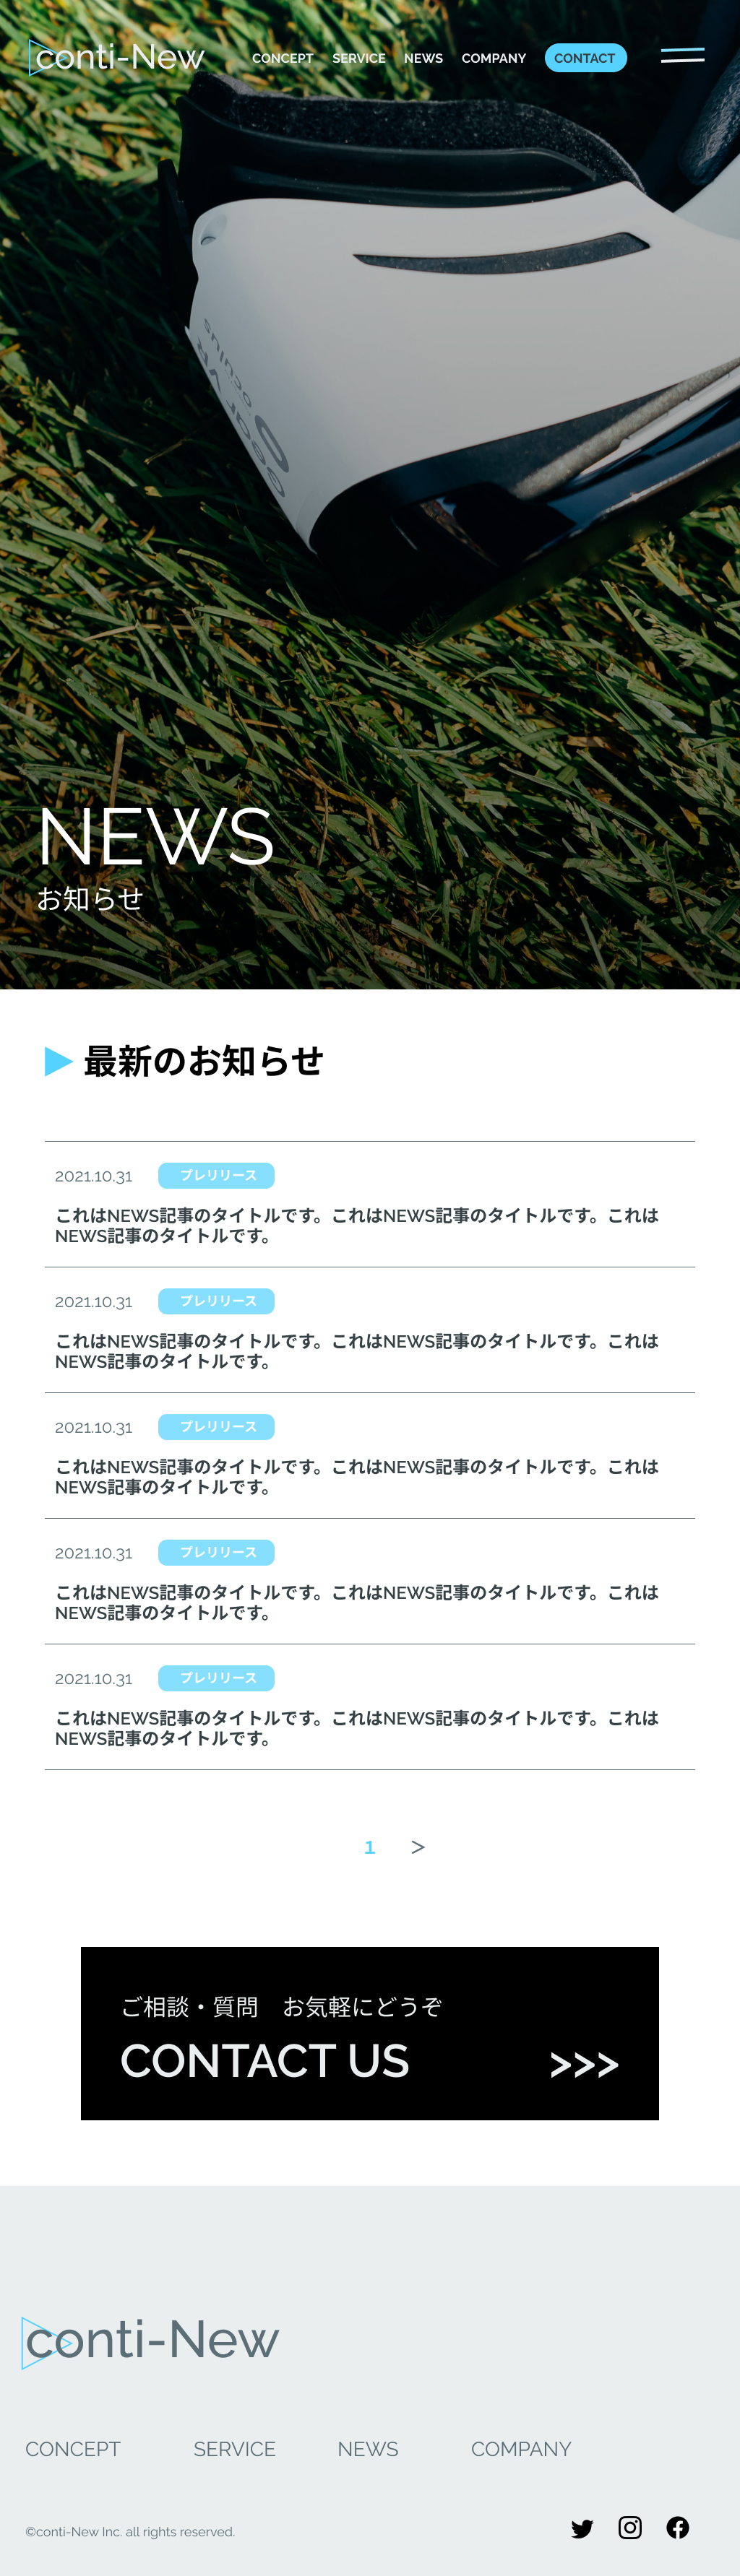 conti-New
CONCEPT SERVICE NEWS COMPANY CONTACT
NEWS
お知らせ
最新のお知らせ
2021.10.31 プレリリース
これはNEWS記事のタイトルです。これはNEWS記事のタイトルです。これは
NEWS記事のタイトルです。
2021.10.31 プレリリース
これはNEWS記事のタイトルです。これはNEWS記事のタイトルです。これは
NEWS記事のタイトルです。
2021.10.31 プレリリース
これはNEWS記事のタイトルです。これはNEWS記事のタイトルです。これは
NEWS記事のタイトルです。
2021.10.31 プレリリース
これはNEWS記事のタイトルです。これはNEWS記事のタイトルです。これは
NEWS記事のタイトルです。
2021.10.31 プレリリース
これはNEWS記事のタイトルです。これはNEWS記事のタイトルです。これは
NEWS記事のタイトルです。
1 >
ご相談・質問　お気軽にどうぞ
CONTACT US >>>
conti-New
CONCEPT SERVICE NEWS COMPANY
©conti-New Inc. all rights reserved.